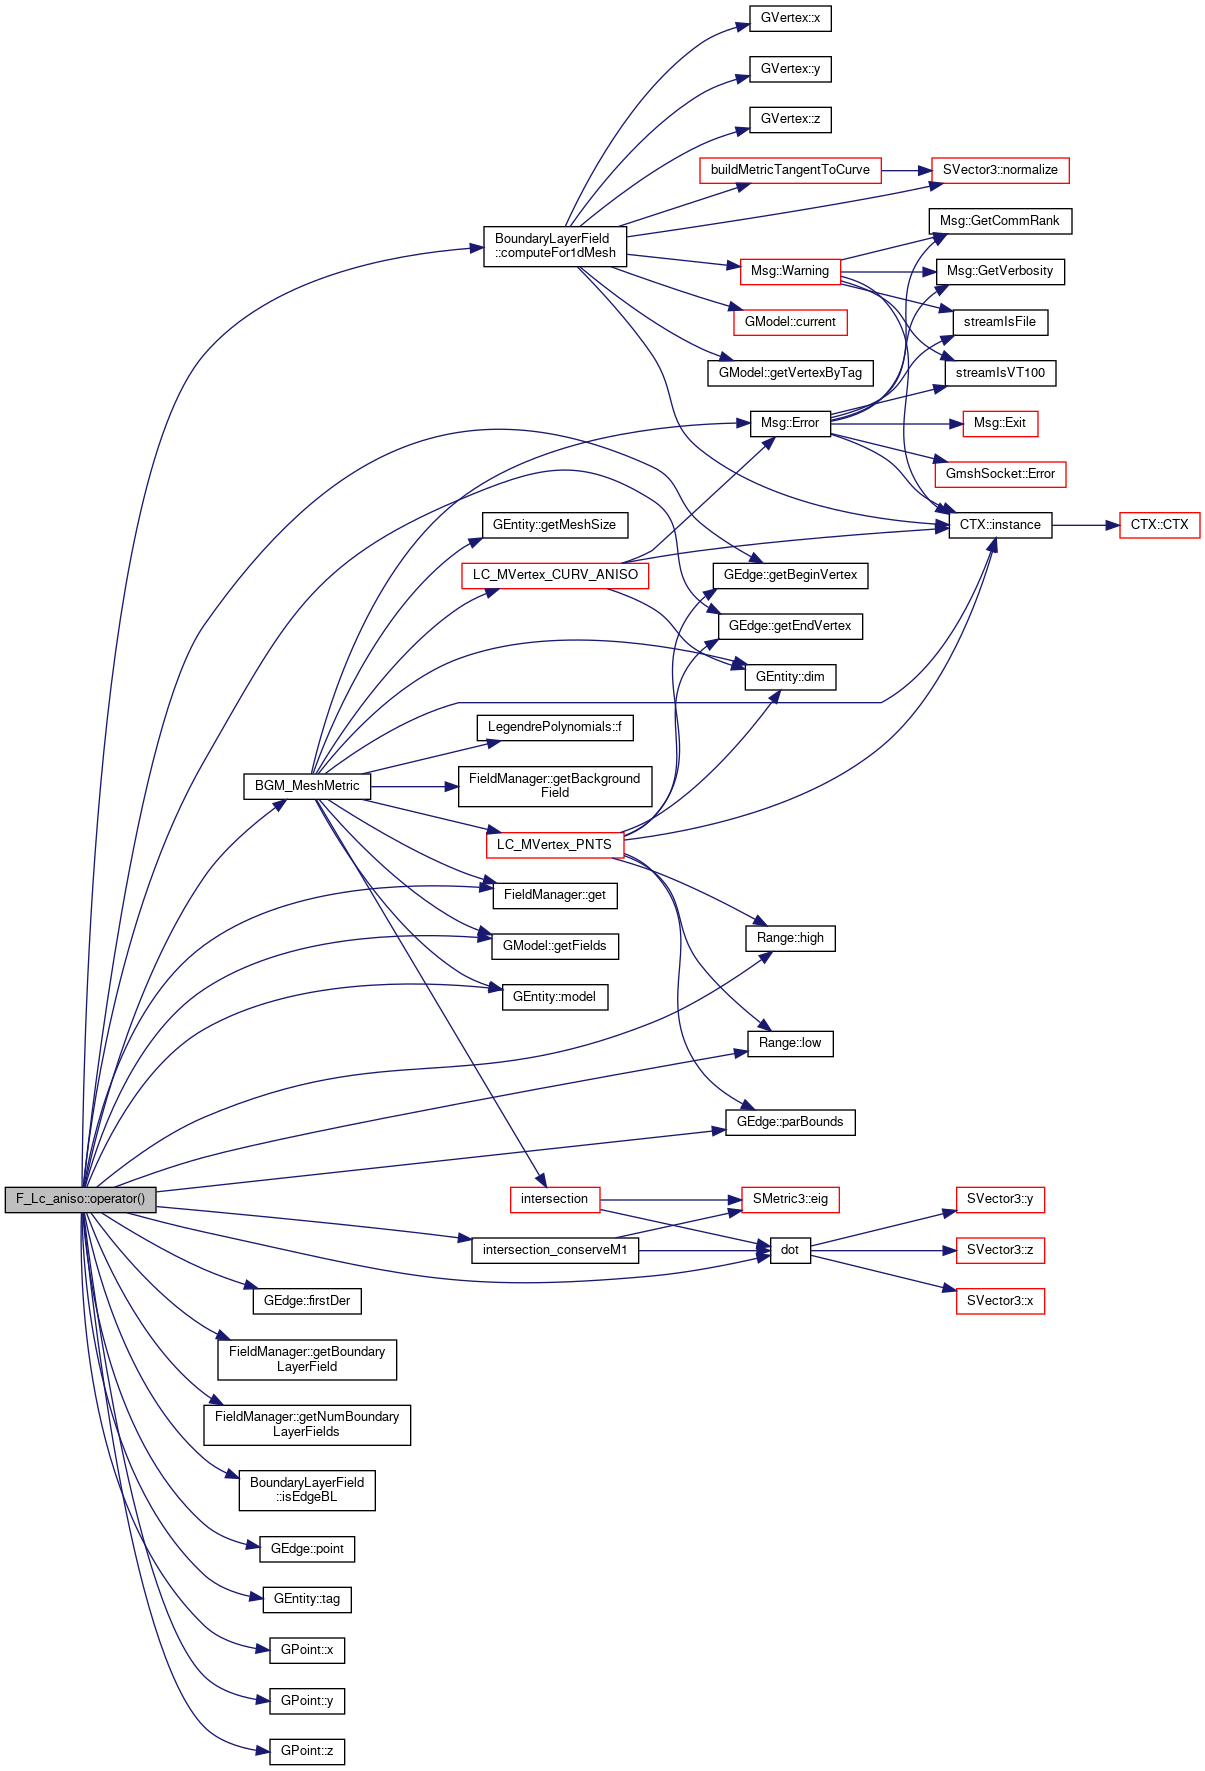 GVertex::x
GVertex::y
GVertex::z
buildMetricTangentToCurve
SVector3::normalize
Msg::GetCommRank
BoundaryLayerField
::computeFor1dMesh
Msg::Warning
Msg::GetVerbosity
GModel::current
streamIsFile
GModel::getVertexByTag
streamIsVT100
Msg::Error
Msg::Exit
GmshSocket::Error
GEntity::getMeshSize
CTX::instance
CTX::CTX
LC_MVertex_CURV_ANISO
GEdge::getBeginVertex
GEdge::getEndVertex
GEntity::dim
LegendrePolynomials::f
BGM_MeshMetric
FieldManager::getBackground
Field
LC_MVertex_PNTS
FieldManager::get
Range::high
GModel::getFields
GEntity::model
Range::low
GEdge::parBounds
F_Lc_aniso::operator()
intersection
SMetric3::eig
SVector3::y
intersection_conserveM1
dot
SVector3::z
GEdge::firstDer
SVector3::x
FieldManager::getBoundary
LayerField
FieldManager::getNumBoundary
LayerFields
BoundaryLayerField
::isEdgeBL
GEdge::point
GEntity::tag
GPoint::x
GPoint::y
GPoint::z